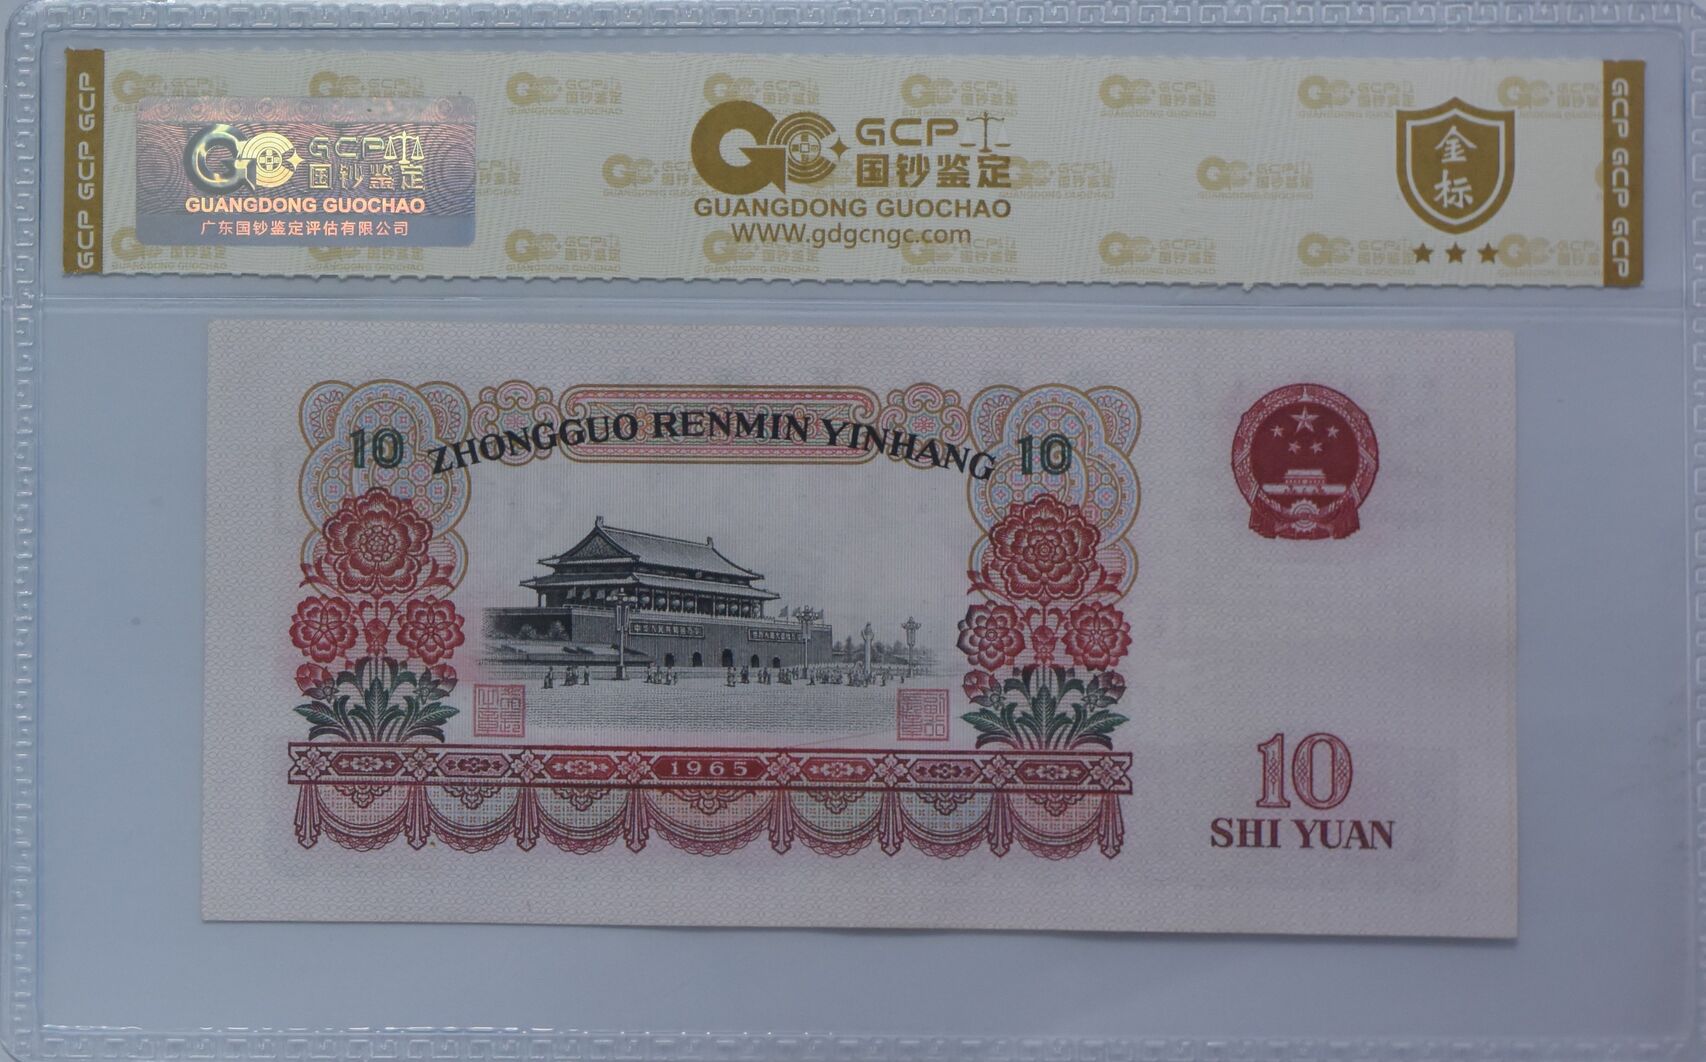 GCP GCP GCP
GCP
国钞鉴定
GUANGDONG GUOCHAO
广东国钞鉴定评估有限公司
GCP
国钞鉴定
GUANGDONG GUOCHAO
www.gdgcngc.com
金标
GCP GCP GCP
ZHONGGUO RENMIN YINHANG
10
10
1965
10
SHI YUAN